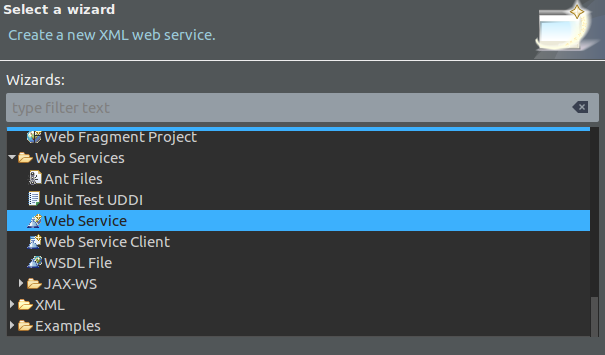 Select a wizard
Create a new XML web service.
Wizards:
type filter text
Web Fragment Project
Web Services
Ant Files
Unit Test UDDI
Web Service
Web Service Client
WSDL File
JAX-WS
XML
Examples